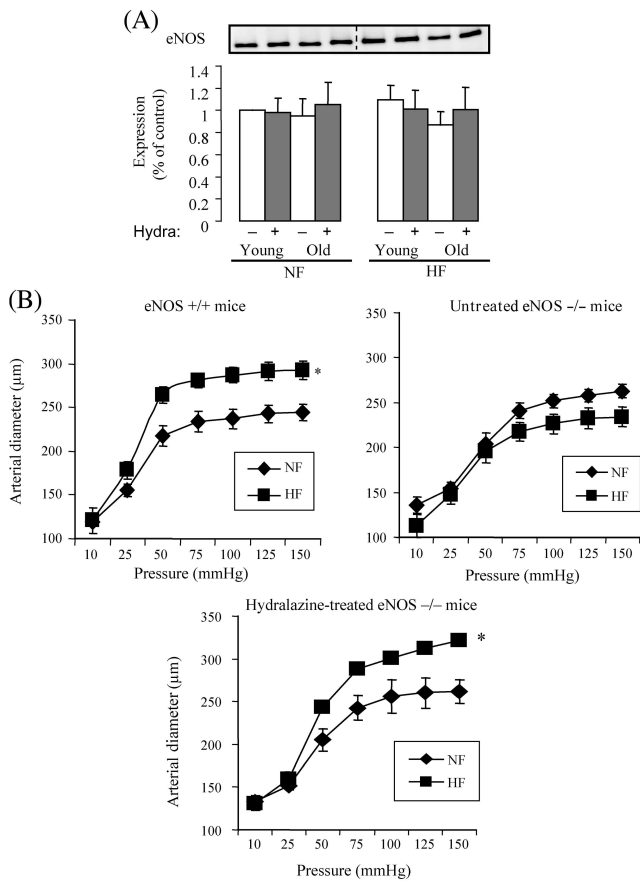 (A)
eNOS
Expression
(% of control)
1.4
1.2
1
0.8
0.6
0.4
0.2
0
Hydra: – + – + – + – +
Young Old Young Old
NF HF
(B)
eNOS +/+ mice
Arterial diameter (µm)
350
300
250
200
150
100
NF
HF
*
10 25 50 75 100 125 150
Pressure (mmHg)
Untreated eNOS –/– mice
350
300
250
200
150
100
NF
HF
10 25 50 75 100 125 150
Pressure (mmHg)
Hydralazine-treated eNOS –/– mice
Arterial diameter (µm)
350
300
250
200
150
100
*
NF
HF
10 25 50 75 100 125 150
Pressure (mmHg)